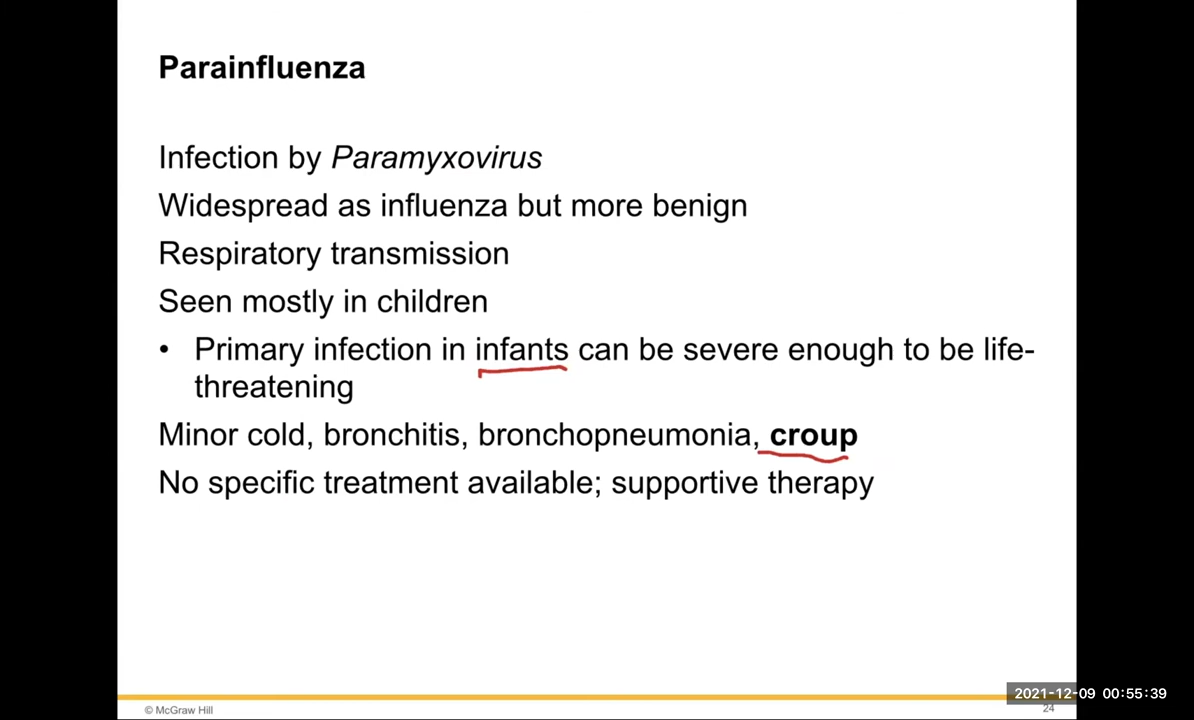 Parainfluenza
Infection by Paramyxovirus
Widespread as influenza but more benign
Respiratory transmission
Seen mostly in children
• Primary infection in infants can be severe enough to be life-
threatening
Minor cold, bronchitis, bronchopneumonia, croup
No specific treatment available; supportive therapy
2021-12-09 00:55:39
© McGraw Hill
24